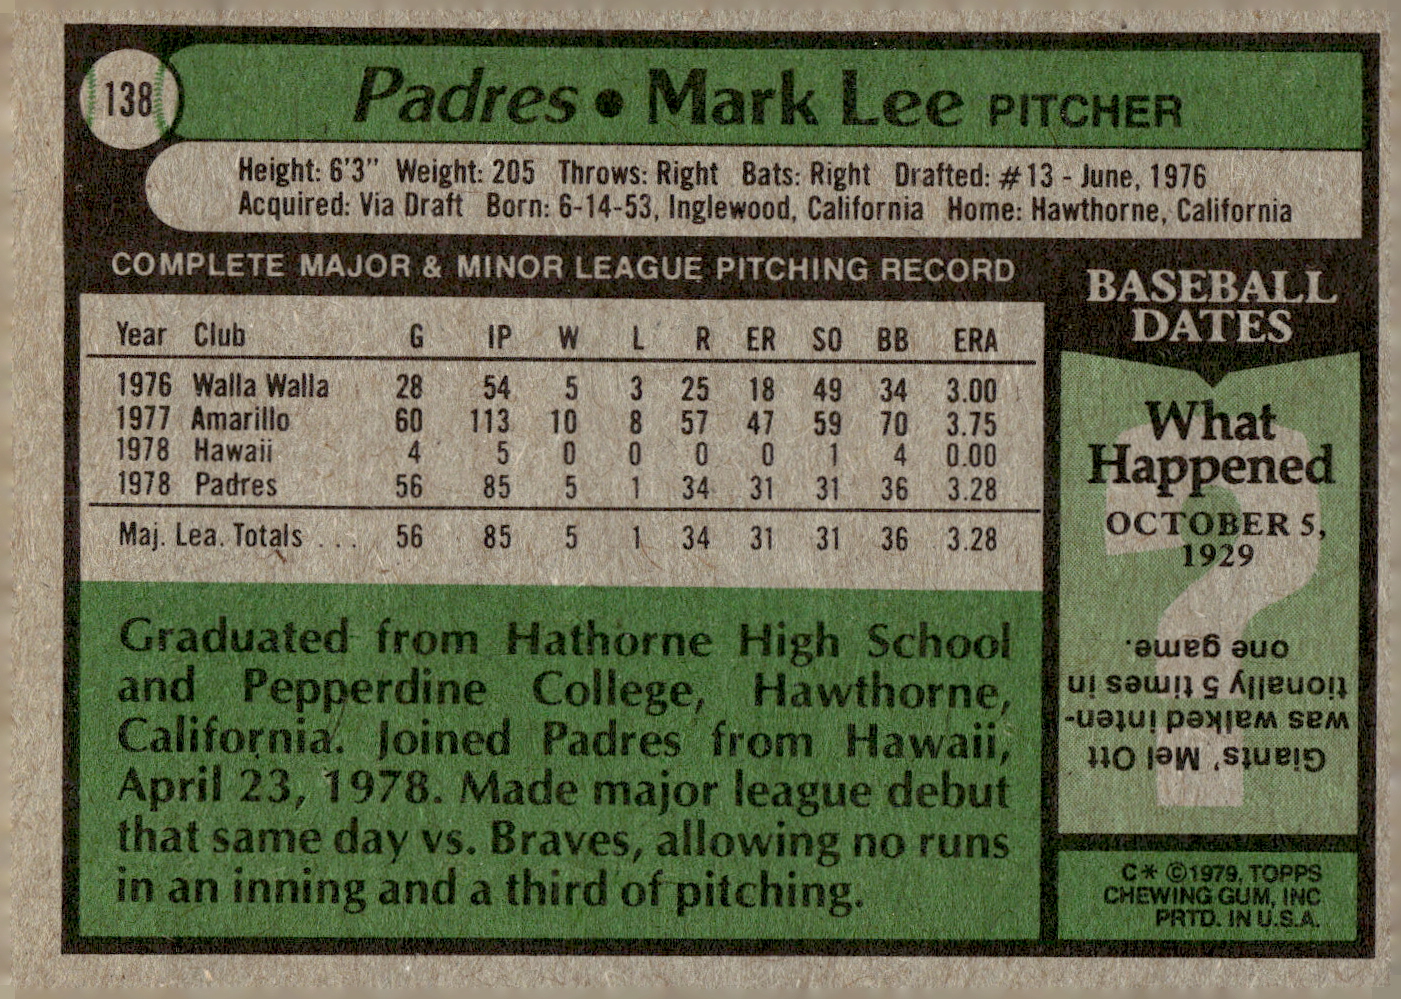 138
Padres • Mark Lee PITCHER
Height: 6'3" Weight: 205 Throws: Right Bats: Right Drafted: #13 - June, 1976
Acquired: Via Draft Born: 6-14-53, Inglewood, California Home: Hawthorne, California
COMPLETE MAJOR & MINOR LEAGUE PITCHING RECORD
Year Club G IP W L R ER SO BB ERA
1976 Walla Walla 28 54 5 3 25 18 49 34 3.00
1977 Amarillo 60 113 10 8 57 47 59 70 3.75
1978 Hawaii 4 5 0 0 0 0 1 4 0.00
1978 Padres 56 85 5 1 34 31 31 36 3.28
Maj. Lea. Totals ... 56 85 5 1 34 31 31 36 3.28
Graduated from Hathorne High School
and Pepperdine College, Hawthorne,
California. Joined Padres from Hawaii,
April 23, 1978. Made major league debut
that same day vs. Braves, allowing no runs
in an inning and a third of pitching.
BASEBALL
DATES
What
Happened
OCTOBER 5,
1929
Giants' Mel Ott
was walked inten-
tionally 5 times in
one game.
C* ©1979, TOPPS
CHEWING GUM, INC
PRTD. IN U.S.A.